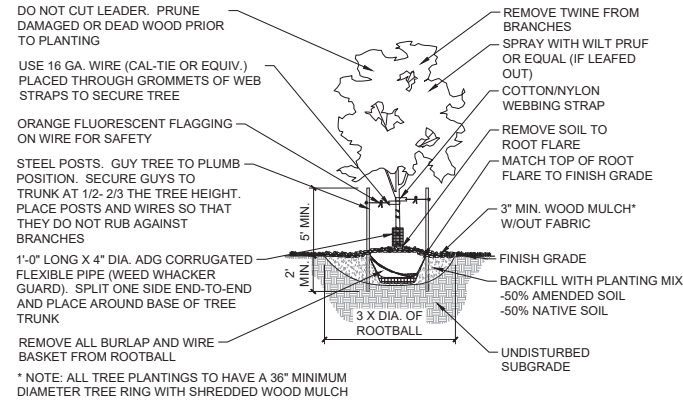 DO NOT CUT LEADER. PRUNE
DAMAGED OR DEAD WOOD PRIOR
TO PLANTING
USE 16 GA. WIRE (CAL-TIE OR EQUIV.)
PLACED THROUGH GROMMETS OF WEB
STRAPS TO SECURE TREE
ORANGE FLUORESCENT FLAGGING
ON WIRE FOR SAFETY
STEEL POSTS. GUY TREE TO PLUMB
POSITION. SECURE GUYS TO
TRUNK AT 1/2- 2/3 THE TREE HEIGHT.
PLACE POSTS AND WIRES SO THAT
THEY DO NOT RUB AGAINST
BRANCHES
1'-0" LONG X 4" DIA. ADG CORRUGATED
FLEXIBLE PIPE (WEED WHACKER
GUARD). SPLIT ONE SIDE END-TO-END
AND PLACE AROUND BASE OF TREE
TRUNK
REMOVE ALL BURLAP AND WIRE
BASKET FROM ROOTBALL
* NOTE: ALL TREE PLANTINGS TO HAVE A 36" MINIMUM
DIAMETER TREE RING WITH SHREDDED WOOD MULCH
5' MIN.
2'
MIN.
3 X DIA. OF
ROOTBALL
REMOVE TWINE FROM
BRANCHES
SPRAY WITH WILT PRUF
OR EQUAL (IF LEAFED
OUT)
COTTON/NYLON
WEBBING STRAP
REMOVE SOIL TO
ROOT FLARE
MATCH TOP OF ROOT
FLARE TO FINISH GRADE
3" MIN. WOOD MULCH*
W/OUT FABRIC
FINISH GRADE
BACKFILL WITH PLANTING MIX
-50% AMENDED SOIL
-50% NATIVE SOIL
UNDISTURBED
SUBGRADE